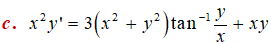 c. x²y' = 3(x² + y²)tan⁻¹ y/x + xy